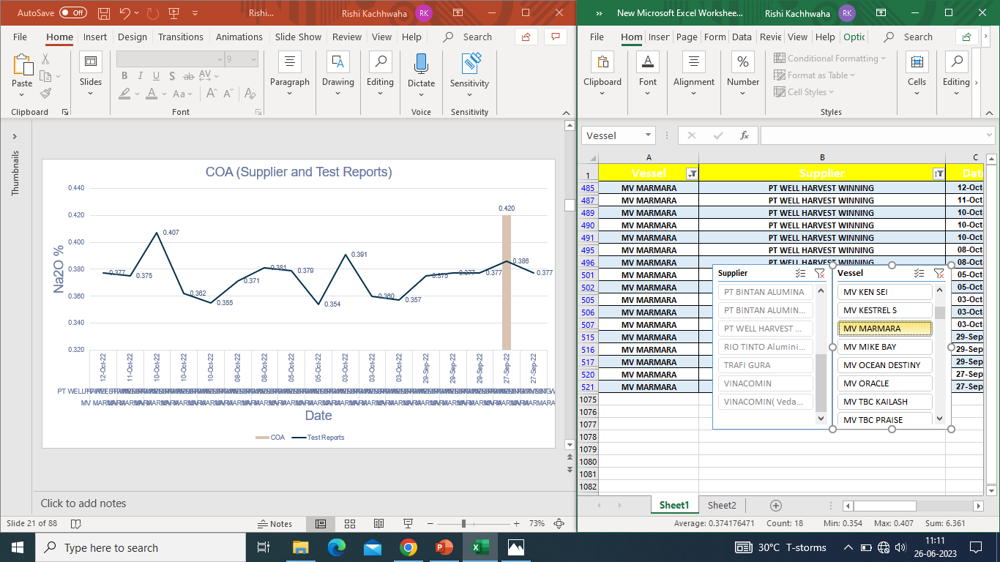 AutoSave Off Rishi... Rishi Kachhwaha RK
File Home Insert Design Transitions Animations Slide Show Review View Help Search
Paste Slides 9 Paragraph Drawing Editing Dictate Sensitivity
B I U S ab AV
A Aa A A A
Clipboard Font Voice Sensitivity
Thumbnails
COA (Supplier and Test Reports)
0.440
0.420
0.400
0.380
0.360
0.340
0.320
Na2O %
0.377 0.375 0.407 0.362 0.355 0.371 0.381 0.379 0.354 0.391 0.360 0.357 0.375 0.377 0.377 0.386 0.377
0.420
12-Oct-22 11-Oct-22 10-Oct-22 10-Oct-22 10-Oct-22 08-Oct-22 08-Oct-22 05-Oct-22 05-Oct-22 03-Oct-22 03-Oct-22 03-Oct-22 29-Sep-22 29-Sep-22 29-Sep-22 27-Sep-22 27-Sep-22
Date
COA Test Reports
Click to add notes
Slide 21 of 88 Notes 73%
» New Microsoft Excel Workshee... Rishi Kachhwaha RK
File Hom Inser Page Form Data Revie View Help Optic Search
Clipboard Font Alignment Number Conditional Formatting Format as Table Cell Styles Cells Editing
Styles
Vessel fx
A B C
1 Vessel Supplier Date
485 MV MARMARA PT WELL HARVEST WINNING 12-Oct
487 MV MARMARA PT WELL HARVEST WINNING 11-Oct
489 MV MARMARA PT WELL HARVEST WINNING 10-Oct
490 MV MARMARA PT WELL HARVEST WINNING 10-Oct
491 MV MARMARA PT WELL HARVEST WINNING 10-Oct
495 MV MARMARA PT WELL HARVEST WINNING 08-Oct
496 MV MARMARA PT WELL HARVEST WINNING 08-Oct
501 MV MARMARA 05-Oct
502 MV MARMARA 05-Oct
505 MV MARMARA 03-Oct
506 MV MARMARA 03-Oct
507 MV MARMARA 03-Oct
515 MV MARMARA 29-Sep
516 MV MARMARA 29-Sep
517 MV MARMARA 29-Sep
520 MV MARMARA 27-Sep
521 MV MARMARA 27-Sep
1075
1076
1077
1078
1079
1080
1081
1082
Supplier
PT BINTAN ALUMINA
PT BINTAN ALUMIN...
PT WELL HARVEST ...
RIO TINTO Alumini...
TRAFI GURA
VINACOMIN
VINACOMIN( Veda...
Vessel
MV KEN SEI
MV KESTREL S
MV MARMARA
MV MIKE BAY
MV OCEAN DESTINY
MV ORACLE
MV TBC KAILASH
MV TBC PRAISE
Sheet1 Sheet2
Average: 0.374176471 Count: 18 Min: 0.354 Max: 0.407 Sum: 6.361
Type here to search 30°C T-storms 11:11
26-06-2023